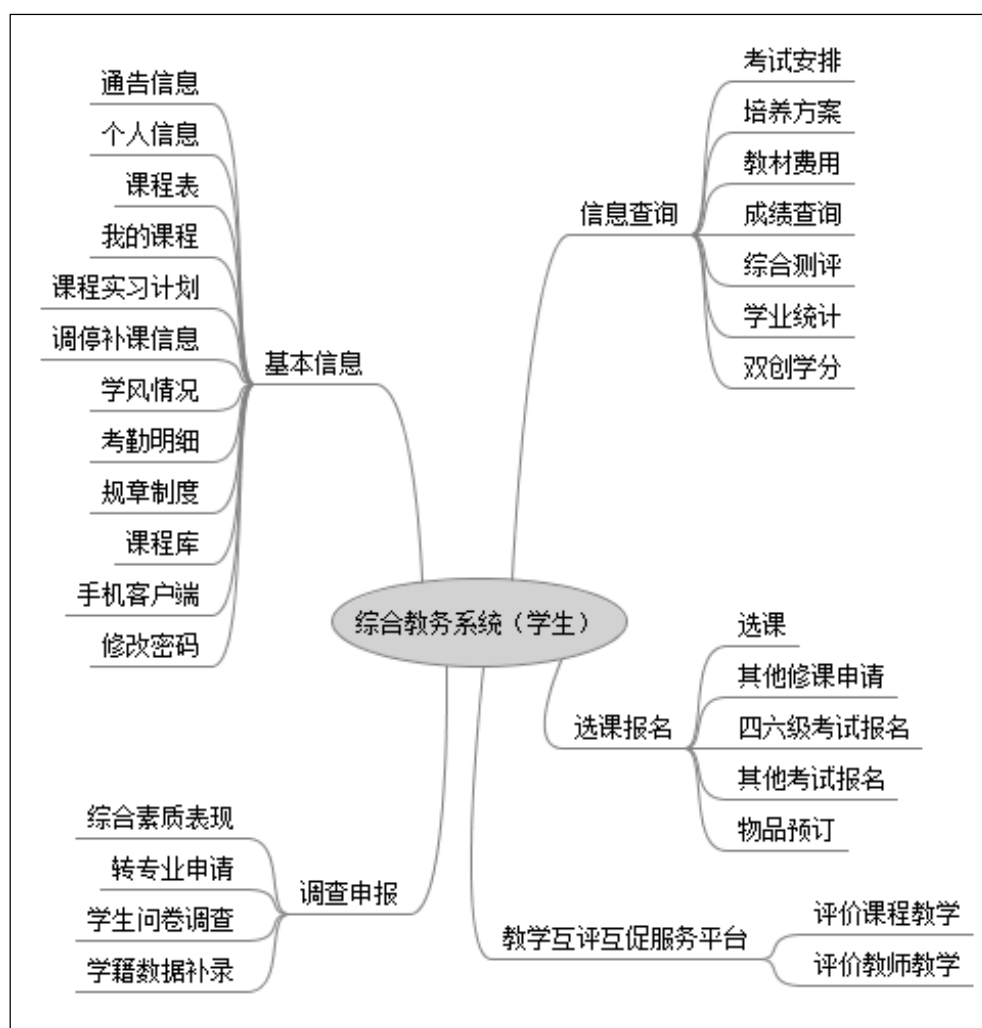 综合教务系统（学生）
基本信息
通告信息
个人信息
课程表
我的课程
课程实习计划
调停补课信息
学风情况
考勤明细
规章制度
课程库
手机客户端
修改密码
信息查询
考试安排
培养方案
教材费用
成绩查询
综合测评
学业统计
双创学分
选课报名
选课
其他修课申请
四六级考试报名
其他考试报名
物品预订
调查申报
综合素质表现
转专业申请
学生问卷调查
学籍数据补录
教学互评互促服务平台
评价课程教学
评价教师教学